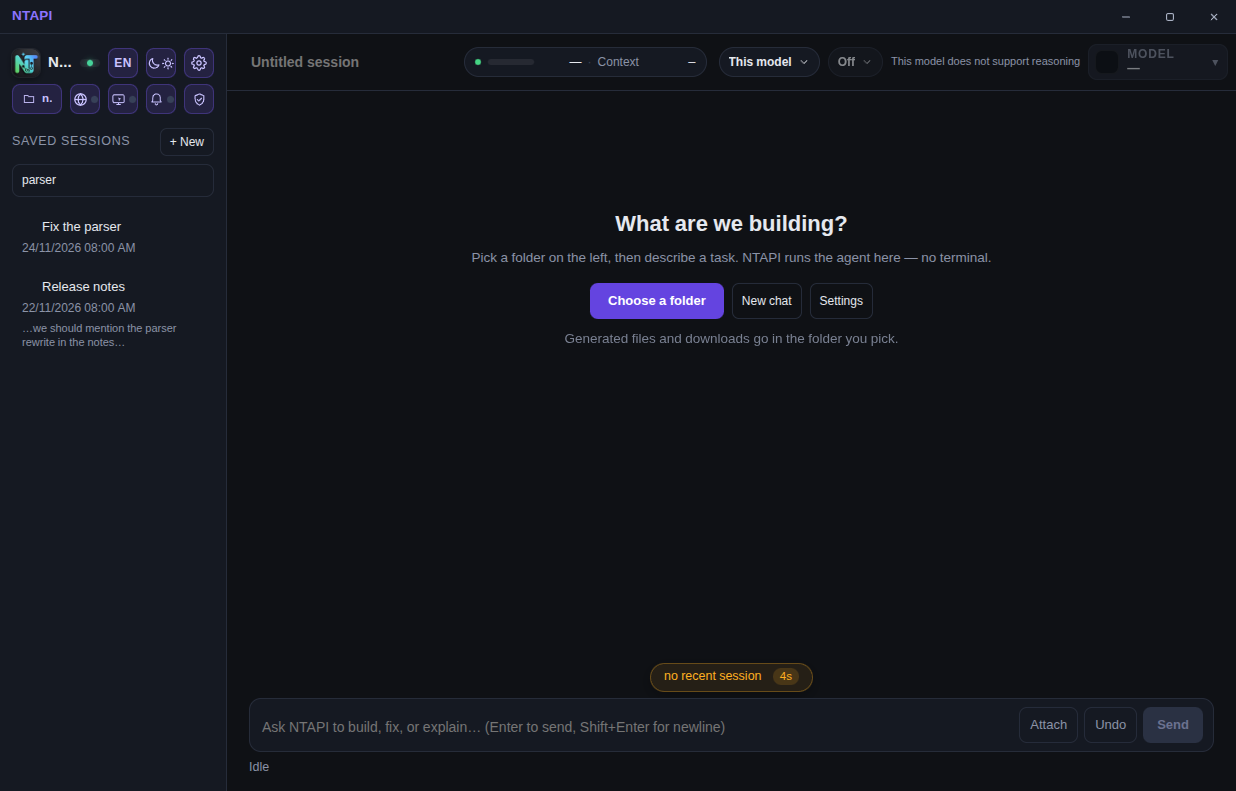 NTAPI
N...
EN
n.
SAVED SESSIONS
+ New
parser
Fix the parser
24/11/2026 08:00 AM
Release notes
22/11/2026 08:00 AM
…we should mention the parser
rewrite in the notes…
Untitled session
— · Context –
This model
Off
This model does not support reasoning
MODEL
—
What are we building?
Pick a folder on the left, then describe a task. NTAPI runs the agent here — no terminal.
Choose a folder
New chat
Settings
Generated files and downloads go in the folder you pick.
no recent session 4s
Ask NTAPI to build, fix, or explain… (Enter to send, Shift+Enter for newline)
Attach
Undo
Send
Idle